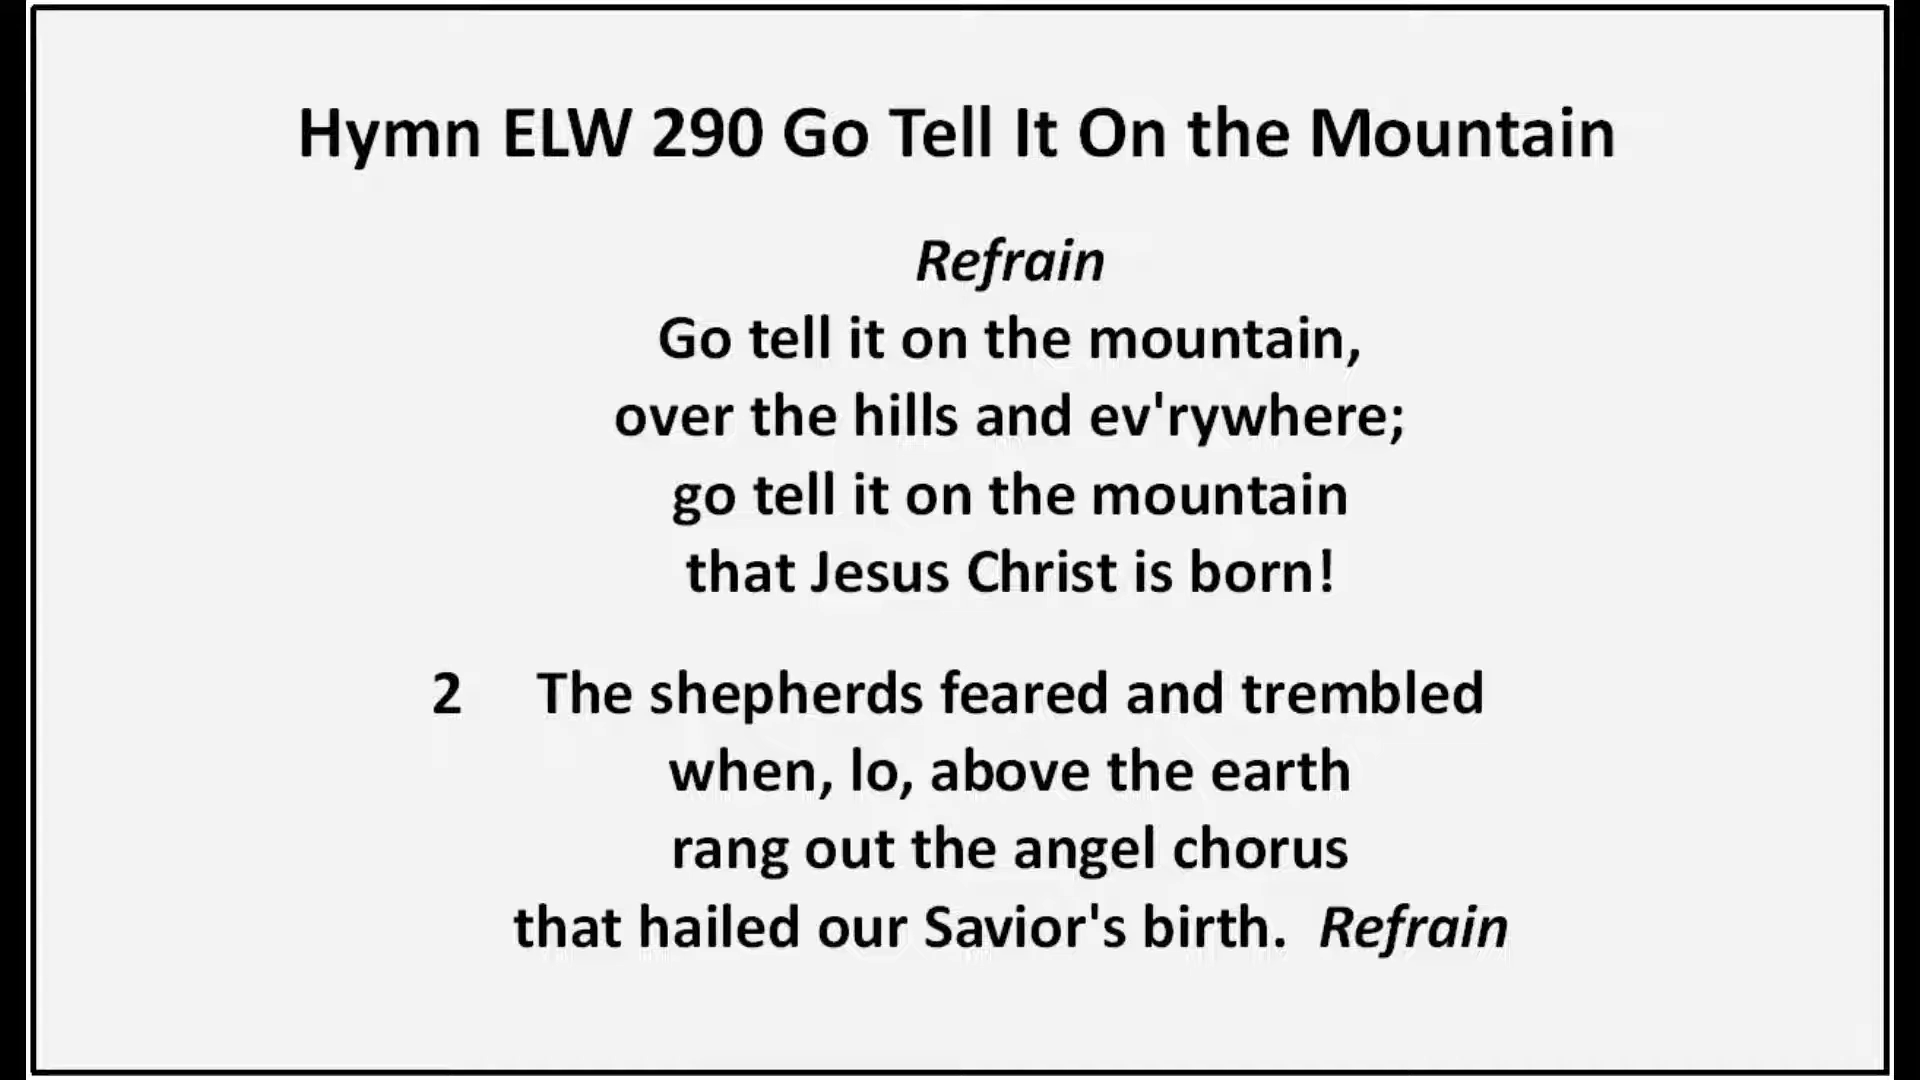 Hymn ELW 290 Go Tell It On the Mountain
Refrain
Go tell it on the mountain,
over the hills and ev'rywhere;
go tell it on the mountain
that Jesus Christ is born!
2 The shepherds feared and trembled
when, lo, above the earth
rang out the angel chorus
that hailed our Savior's birth. Refrain